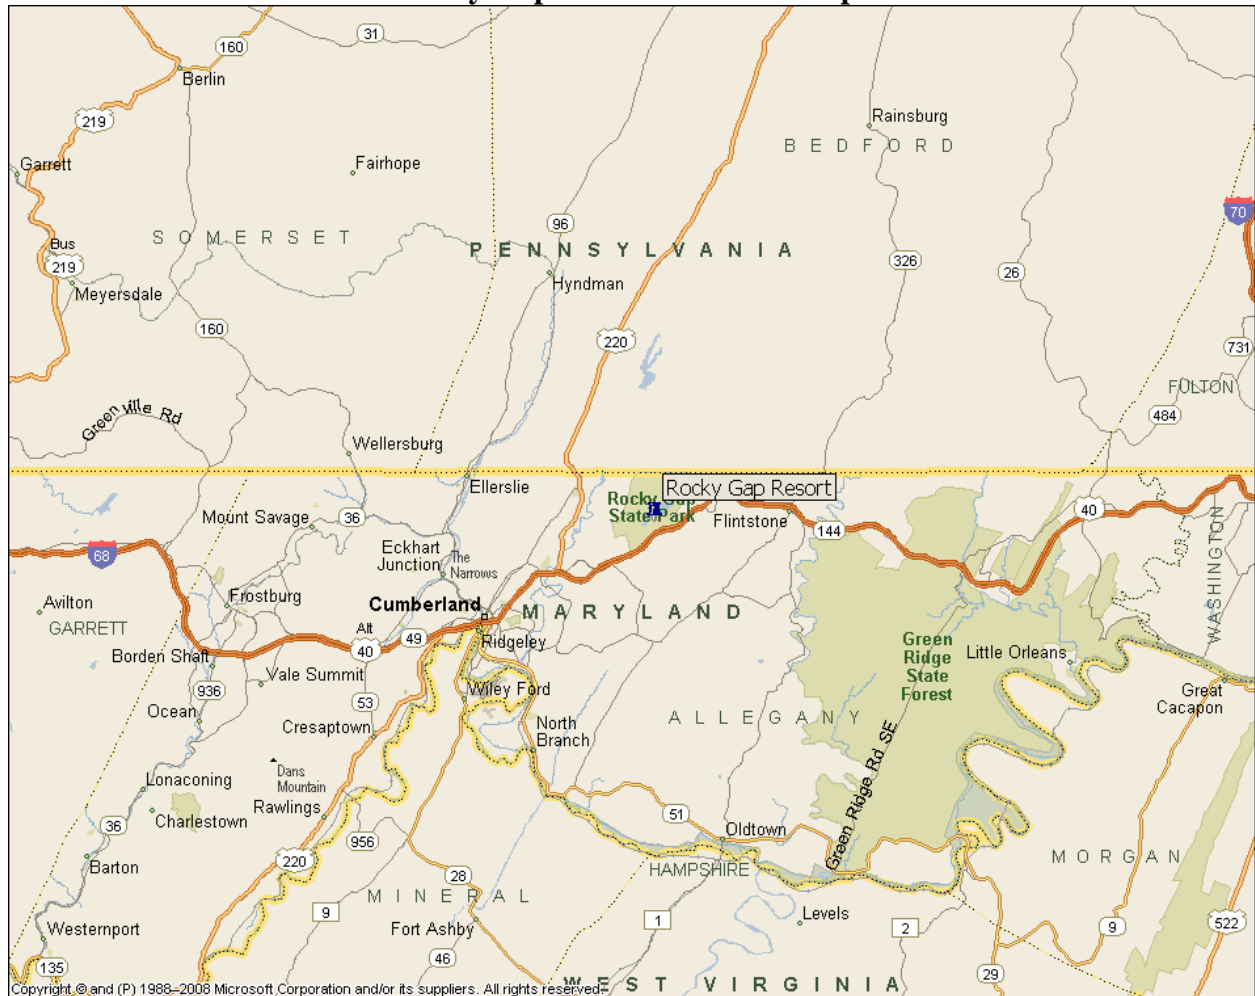 31
160
Berlin
219
Rainsburg
BEDFORD
Garrett
Fairhope
70
96
SOMERSET
PENNSYLVANIA
Bus
219
326
26
Hyndman
Meyersdale
160
220
731
FULTON
Greenville Rd
484
Wellersburg
Ellerslie
Rocky Gap Resort
Rocky Gap
State Park
Mount Savage
36
Flintstone
40
144
WASHINGTON
68
Eckhart
Junction
The
Narrows
Avilton
Frostburg
Cumberland
MARYLAND
GARRETT
Alt
40
49
Ridgeley
Green
Ridge
State
Forest
Borden Shaft
Little Orleans
Vale Summit
936
Wiley Ford
Great
Cacapon
53
Ocean
Cresaptown
North
Branch
ALLEGANY
Green Ridge Rd SE
Dans
Mountain
Lonaconing
Rawlings
Charlestown
36
51
Oldtown
956
220
Barton
HAMPSHIRE
MORGAN
28
MINERAL
9
1
Levels
Fort Ashby
2
9
522
Westernport
46
135
29
WEST VIRGINIA
Copyright © and (P) 1988–2008 Microsoft Corporation and/or its suppliers. All rights reserved.